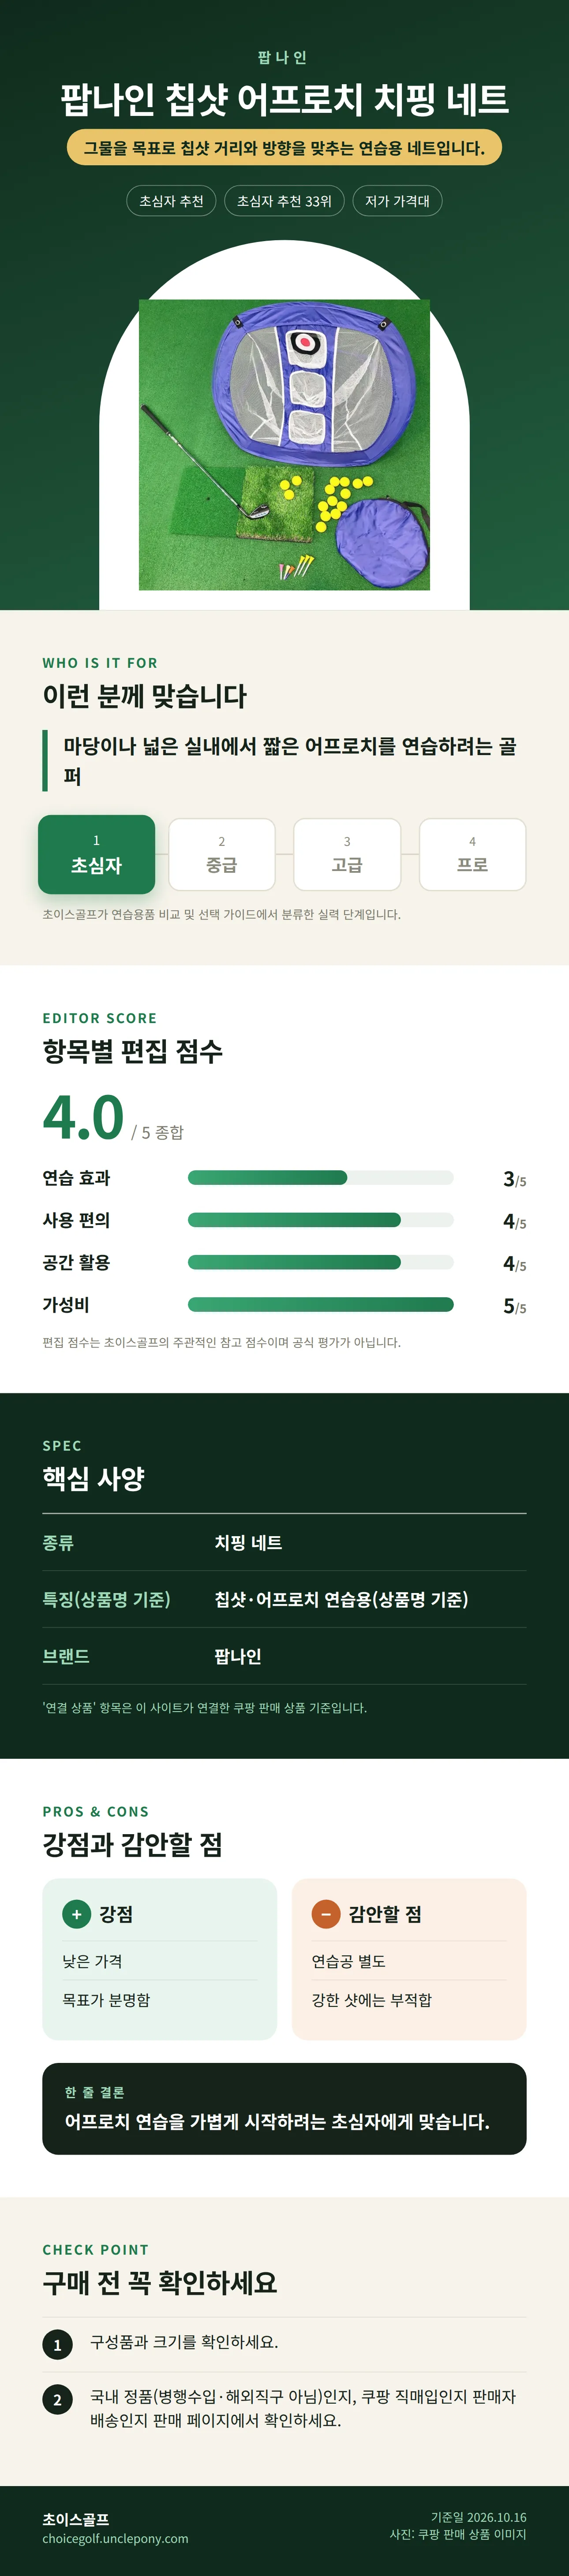 팝나인
팝나인 칩샷 어프로치 치핑 네트
그물을 목표로 칩샷 거리와 방향을 맞추는 연습용 네트입니다.
초심자 추천
초심자 추천 33위
저가 가격대
WHO IS IT FOR
이런 분께 맞습니다
마당이나 넓은 실내에서 짧은 어프로치를 연습하려는 골
퍼
1
초심자
2
중급
3
고급
4
프로
초이스골프가 연습용품 비교 및 선택 가이드에서 분류한 실력 단계입니다.
EDITOR SCORE
항목별 편집 점수
4.0 / 5 종합
연습 효과 3/5
사용 편의 4/5
공간 활용 4/5
가성비 5/5
편집 점수는 초이스골프의 주관적인 참고 점수이며 공식 평가가 아닙니다.
SPEC
핵심 사양
종류 치핑 네트
특징(상품명 기준) 칩샷·어프로치 연습용(상품명 기준)
브랜드 팝나인
'연결 상품' 항목은 이 사이트가 연결한 쿠팡 판매 상품 기준입니다.
PROS & CONS
강점과 감안할 점
+ 강점
낮은 가격
목표가 분명함
− 감안할 점
연습공 별도
강한 샷에는 부적합
한 줄 결론
어프로치 연습을 가볍게 시작하려는 초심자에게 맞습니다.
CHECK POINT
구매 전 꼭 확인하세요
1 구성품과 크기를 확인하세요.
2 국내 정품(병행수입·해외직구 아님)인지, 쿠팡 직매입인지 판매자
배송인지 판매 페이지에서 확인하세요.
초이스골프
choicegolf.unclepony.com
기준일 2026.10.16
사진: 쿠팡 판매 상품 이미지